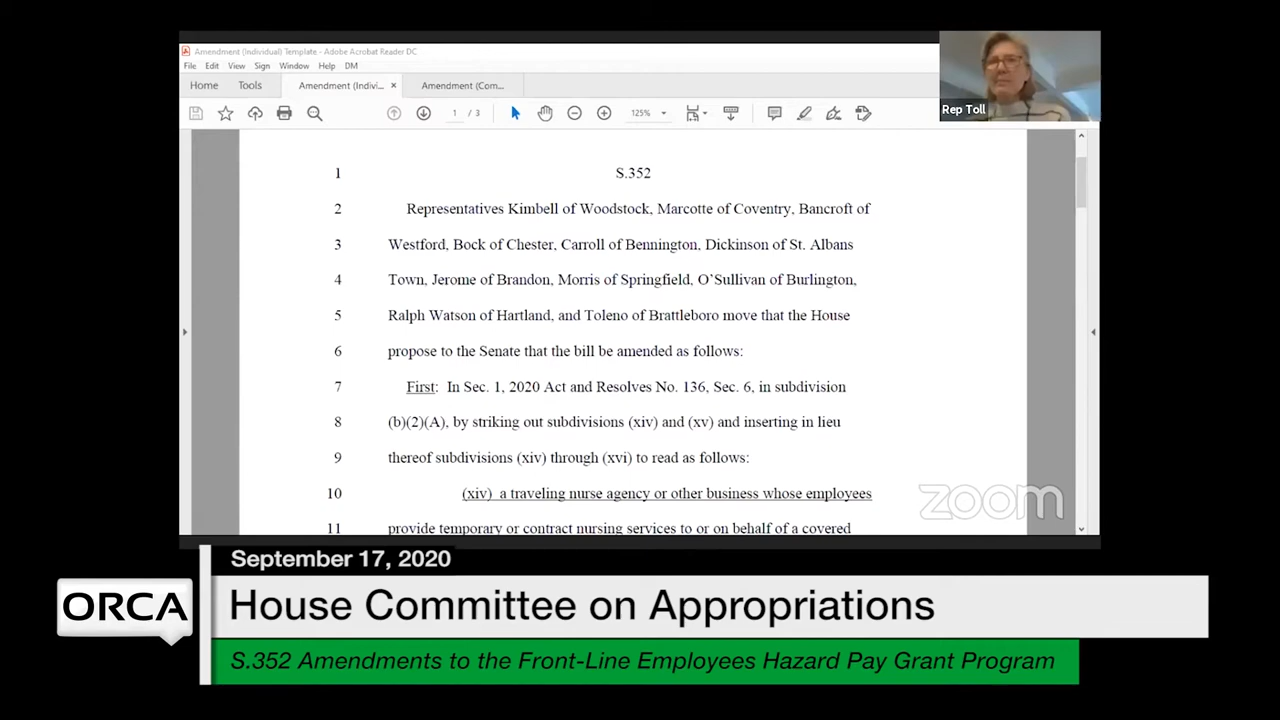 Amendment (Individual) Template - Adobe Acrobat Reader DC
File Edit View Sign Window Help DM
Home Tools Amendment (Indivi... × Amendment (Com...
1 / 3 125%
Rep Toll
1 S.352
2 Representatives Kimbell of Woodstock, Marcotte of Coventry, Bancroft of
3 Westford, Bock of Chester, Carroll of Bennington, Dickinson of St. Albans
4 Town, Jerome of Brandon, Morris of Springfield, O’Sullivan of Burlington,
5 Ralph Watson of Hartland, and Toleno of Brattleboro move that the House
6 propose to the Senate that the bill be amended as follows:
7 First: In Sec. 1, 2020 Act and Resolves No. 136, Sec. 6, in subdivision
8 (b)(2)(A), by striking out subdivisions (xiv) and (xv) and inserting in lieu
9 thereof subdivisions (xiv) through (xvi) to read as follows:
10 (xiv) a traveling nurse agency or other business whose employees
11 provide temporary or contract nursing services to or on behalf of a covered
zoom
September 17, 2020
ORCA
House Committee on Appropriations
S.352 Amendments to the Front-Line Employees Hazard Pay Grant Program